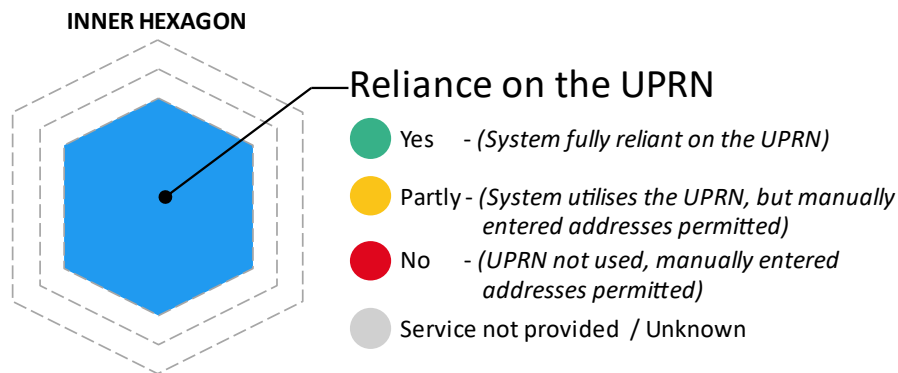 INNER HEXAGON
Reliance on the UPRN
Yes - (System fully reliant on the UPRN)
Partly - (System utilises the UPRN, but manually
entered addresses permitted)
No - (UPRN not used, manually entered
addresses permitted)
Service not provided / Unknown